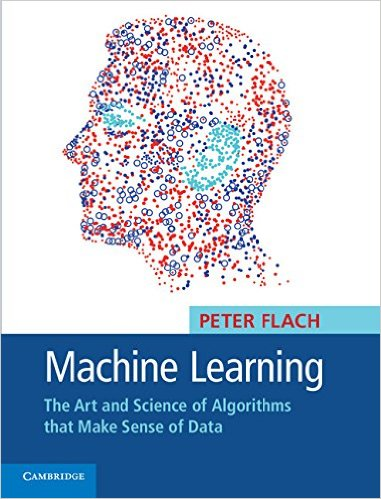 PETER FLACH
Machine Learning
The Art and Science of Algorithms
that Make Sense of Data
CAMBRIDGE